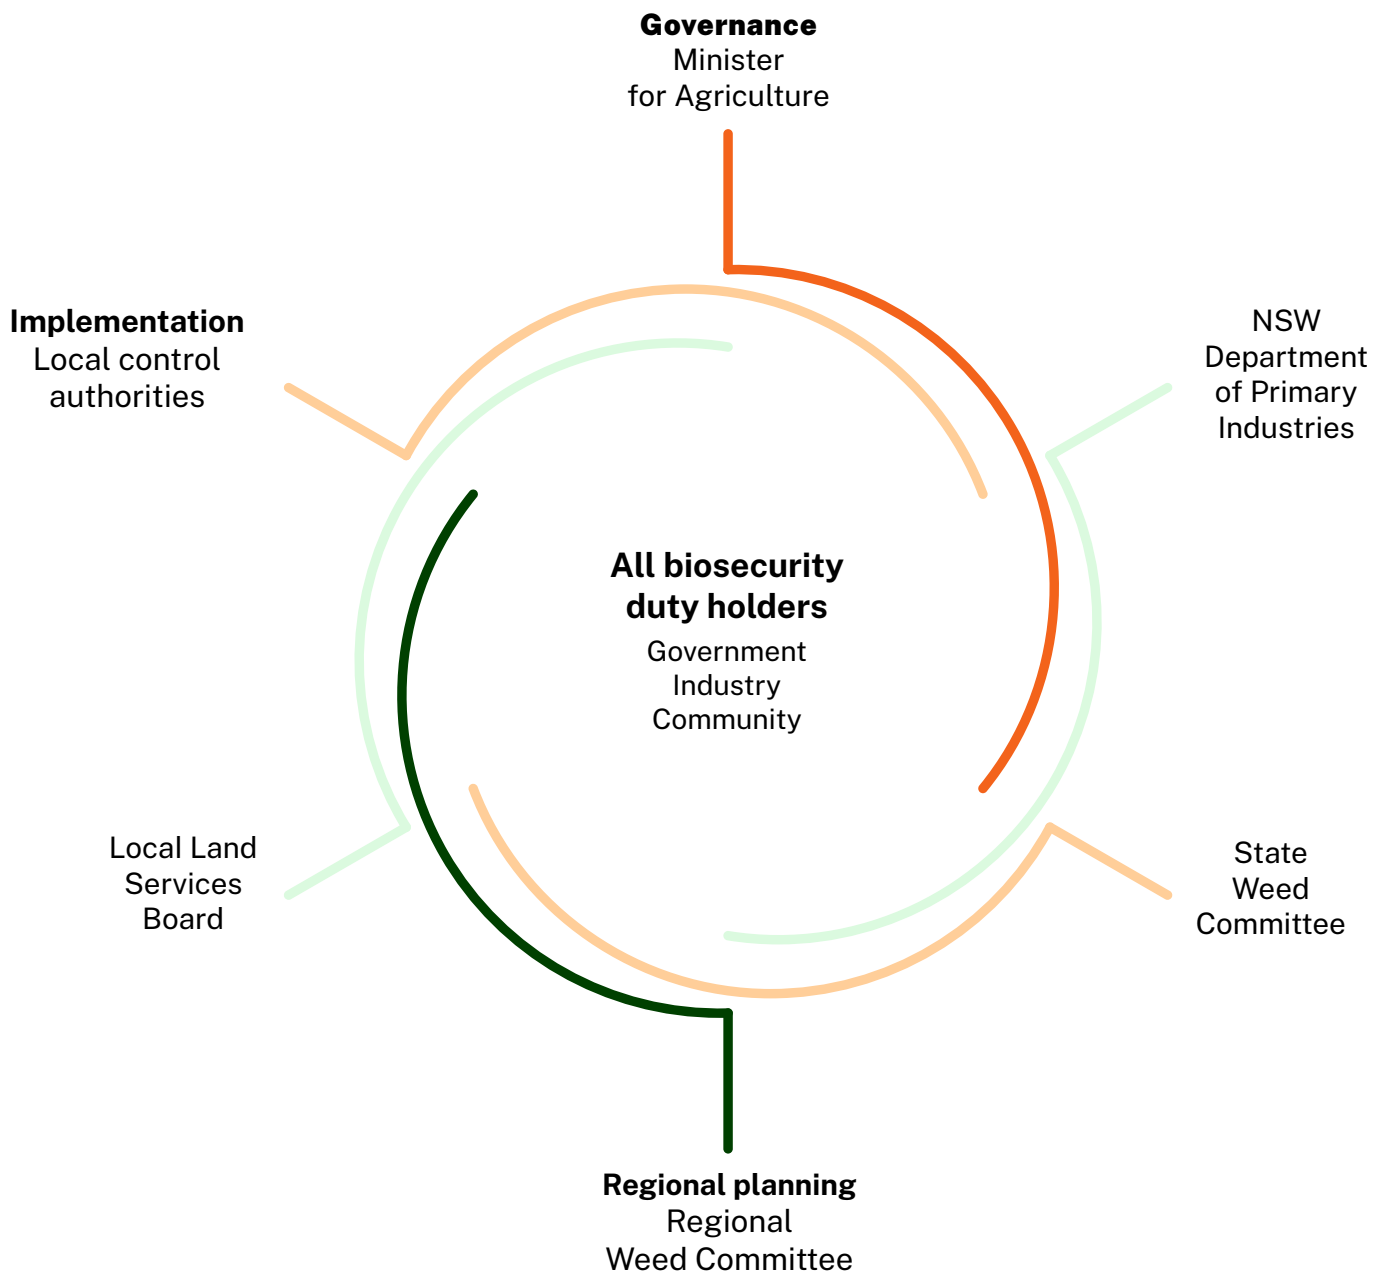 Governance
Minister
for Agriculture
Implementation
Local control
authorities
NSW
Department
of Primary
Industries
All biosecurity
duty holders
Government
Industry
Community
Local Land
Services
Board
State
Weed
Committee
Regional planning
Regional
Weed Committee